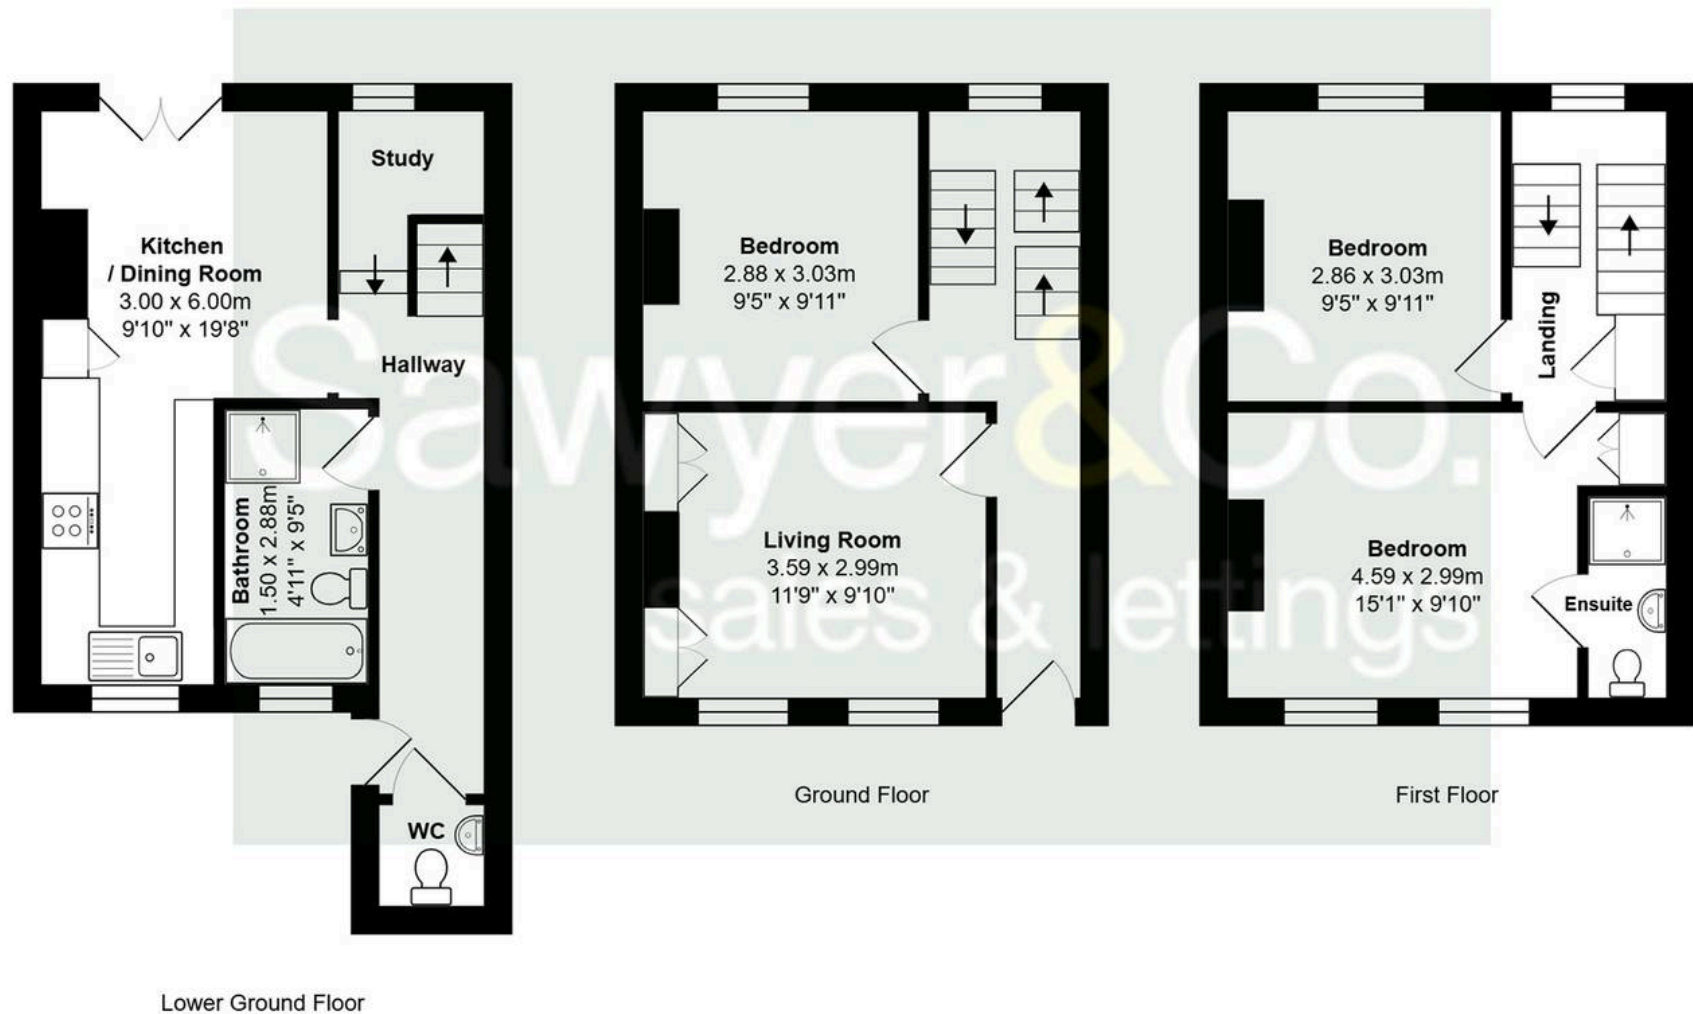 Study
Kitchen
/ Dining Room
3.00 x 6.00m
9'10" x 19'8"
Hallway
Bathroom
1.50 x 2.88m
4'11" x 9'5"
WC
Lower Ground Floor
Bedroom
2.88 x 3.03m
9'5" x 9'11"
Living Room
3.59 x 2.99m
11'9" x 9'10"
Ground Floor
Bedroom
2.86 x 3.03m
9'5" x 9'11"
Landing
Bedroom
4.59 x 2.99m
15'1" x 9'10"
Ensuite
First Floor
Sawyer&Co.
sales & lettings